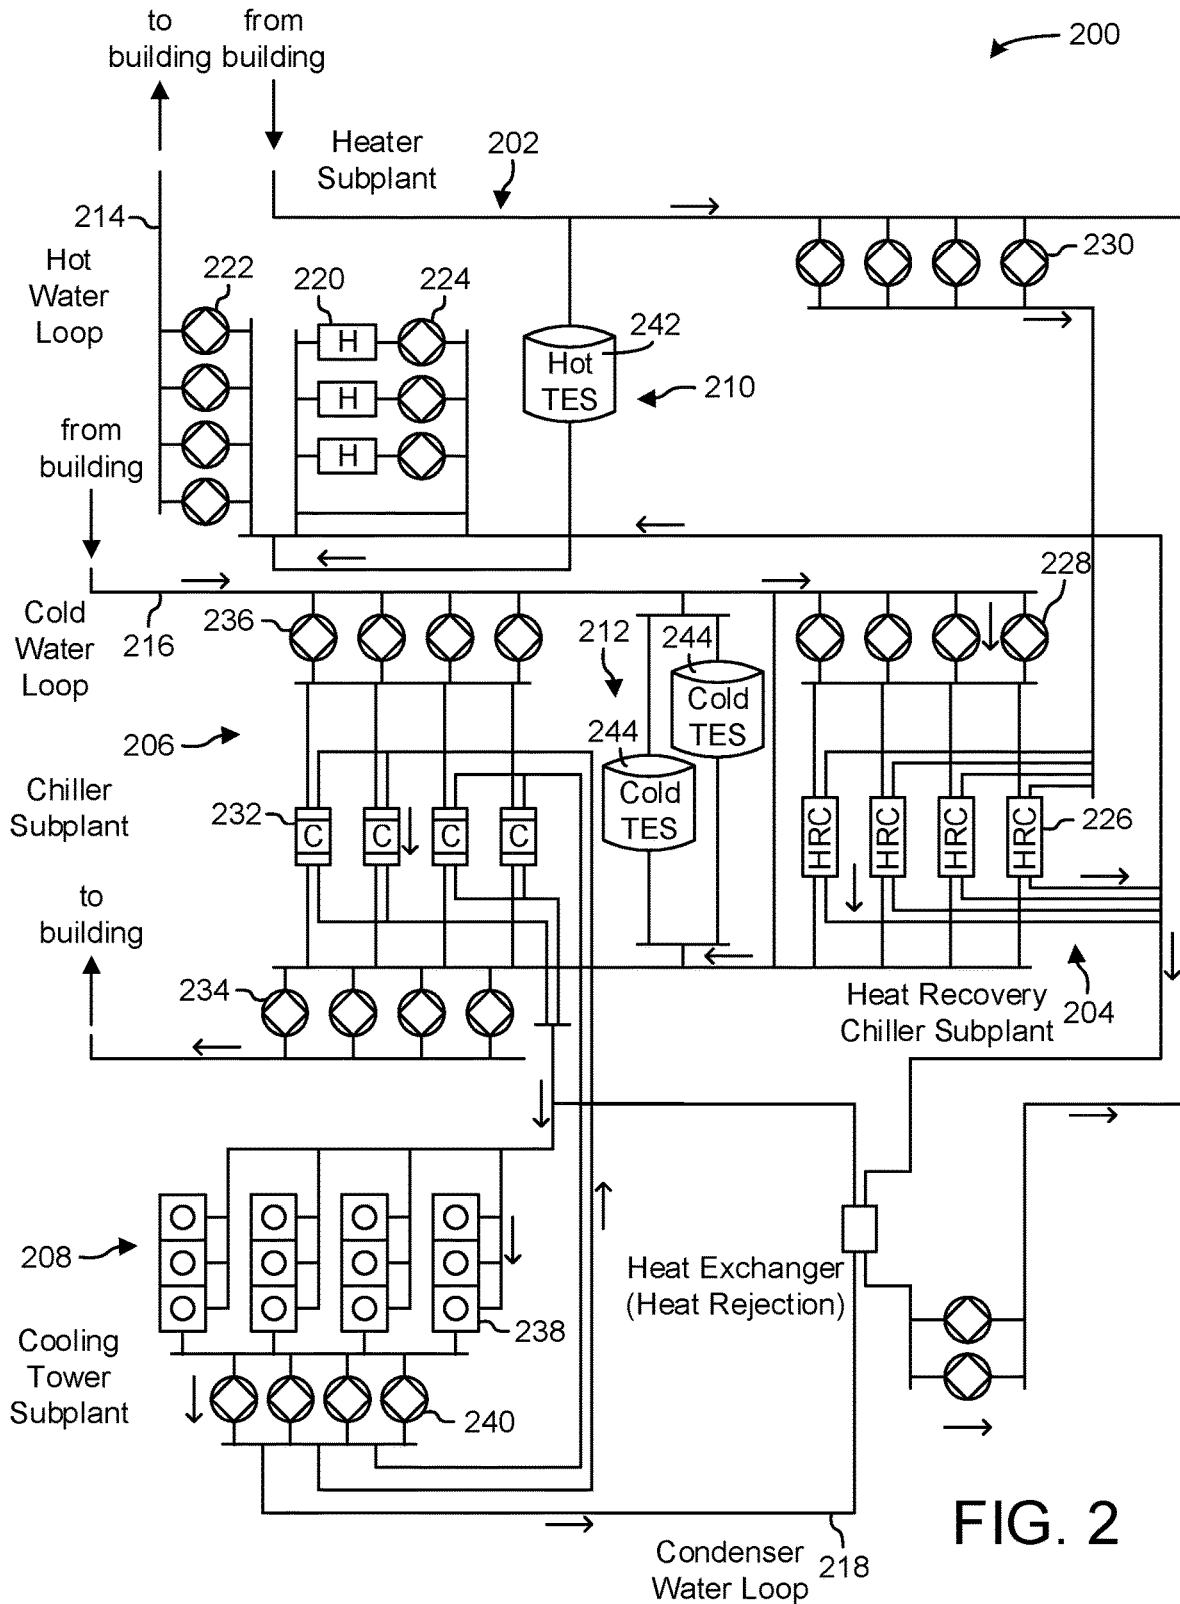 to
building
from
building
200
Heater
Subplant
202
214
Hot
Water
Loop
222
220
224
230
H
H
H
Hot
TES
242
210
from
building
Cold
Water
Loop
216
236
212
244
Cold
TES
244
Cold
TES
228
206
Chiller
Subplant
232
C
C
C
C
HRC
HRC
HRC
HRC
226
to
building
234
Heat Recovery
Chiller Subplant
204
208
238
Heat Exchanger
(Heat Rejection)
Cooling
Tower
Subplant
240
Condenser
Water Loop
218
FIG. 2